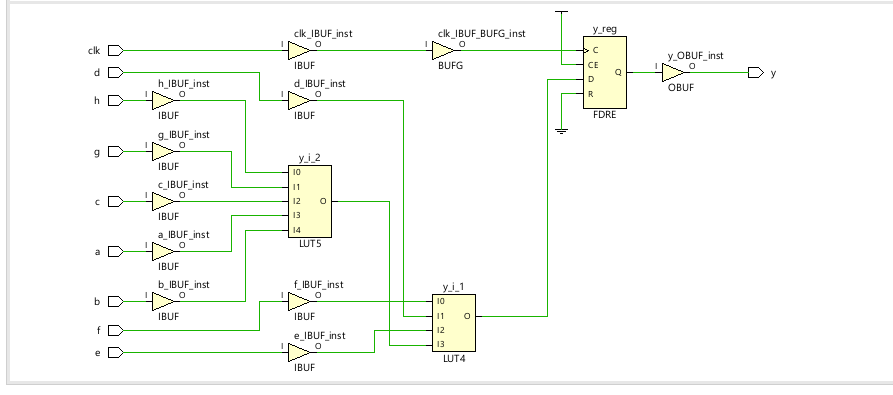 clk
I
clk_IBUF_inst
O
IBUF
I
clk_IBUF_BUFG_inst
O
BUFG
y_reg
C
CE
D
R
Q
FDRE
I
y_OBUF_inst
O
OBUF
y
d
I
d_IBUF_inst
O
IBUF
h
I
h_IBUF_inst
O
IBUF
g
I
g_IBUF_inst
O
IBUF
c
I
c_IBUF_inst
O
IBUF
a
I
a_IBUF_inst
O
IBUF
b
I
b_IBUF_inst
O
IBUF
y_i_2
I0
I1
I2
I3
I4
O
LUT5
f
I
f_IBUF_inst
O
IBUF
e
I
e_IBUF_inst
O
IBUF
y_i_1
I0
I1
I2
I3
O
LUT4